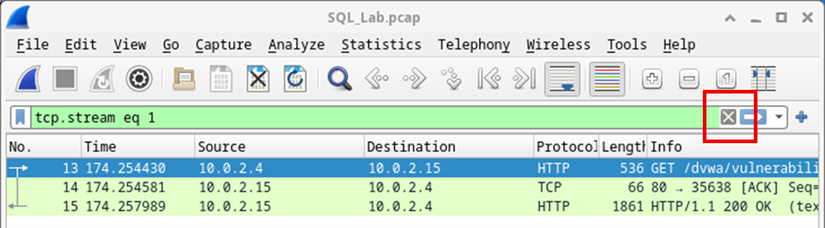 SQL_Lab.pcap
File Edit View Go Capture Analyze Statistics Telephony Wireless Tools Help
tcp.stream eq 1
No. Time Source Destination Protocol Length Info
13 174.254430 10.0.2.4 10.0.2.15 HTTP 536 GET /dvwa/vulnerabili
14 174.254581 10.0.2.15 10.0.2.4 TCP 66 80 → 35638 [ACK] Seq=
15 174.257989 10.0.2.15 10.0.2.4 HTTP 1861 HTTP/1.1 200 OK (tex